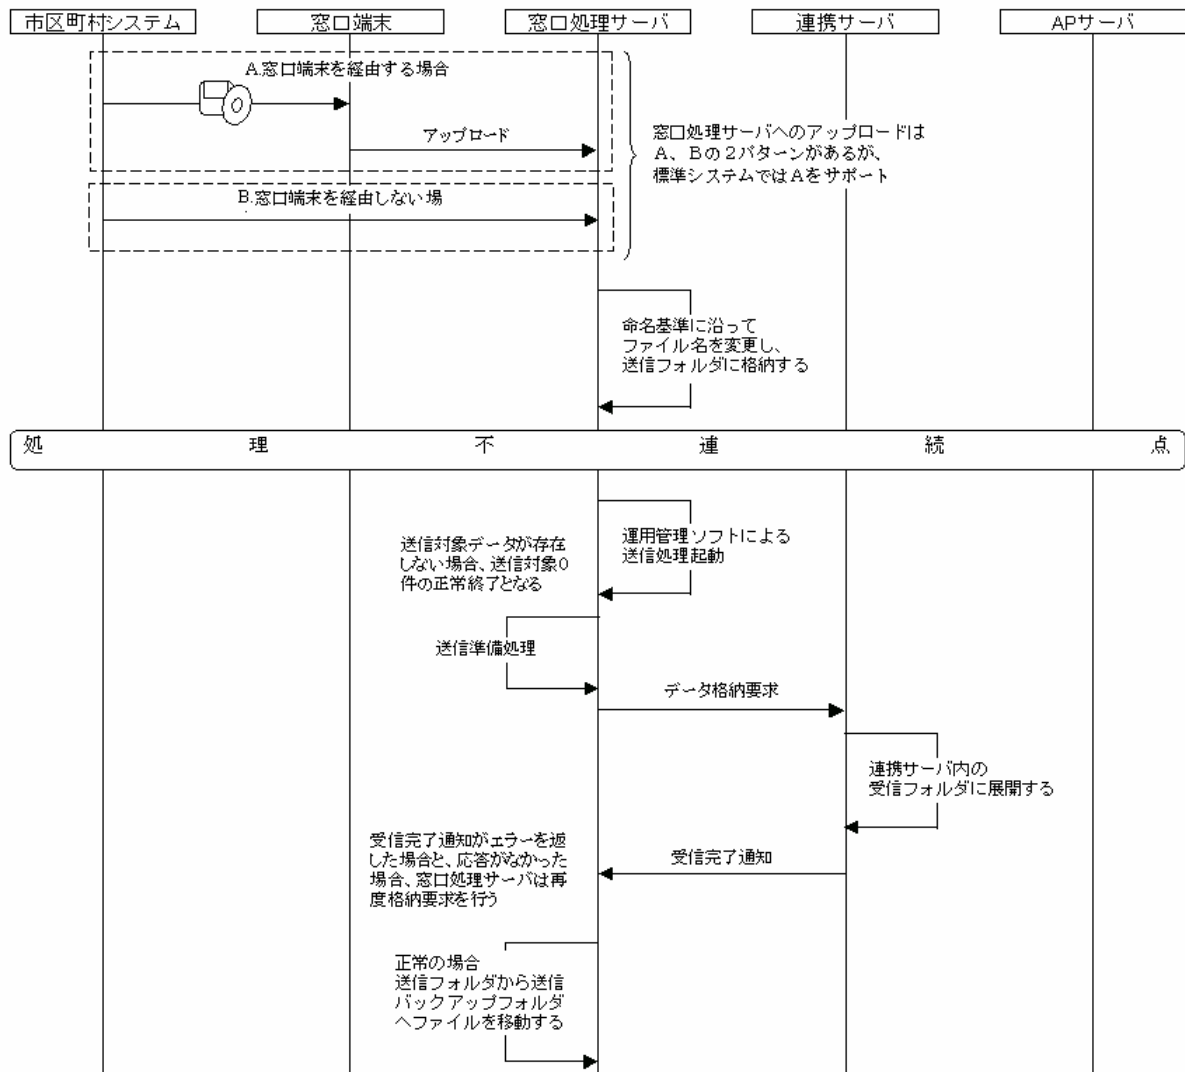 市区町村システム
窓口端末
窓口処理サーバ
連携サーバ
APサーバ
A.窓口端末を経由する場合
アップロード
窓口処理サーバへのアップロードは
A、Bの2パターンがあるが、
標準システムではAをサポート
B.窓口端末を経由しない場
命名基準に沿って
ファイル名を変更し、
送信フォルダに格納する
処理不連続点
運用管理ソフトによる
送信処理起動
送信対象データが存在
しない場合、送信対象0
件の正常終了となる
送信準備処理
データ格納要求
連携サーバ内の
受信フォルダに展開する
受信完了通知
受信完了通知がエラーを返
した場合と、応答がなかった
場合、窓口処理サーバは再
度格納要求を行う
正常の場合
送信フォルダから送信
バックアップフォルダ
へファイルを移動する